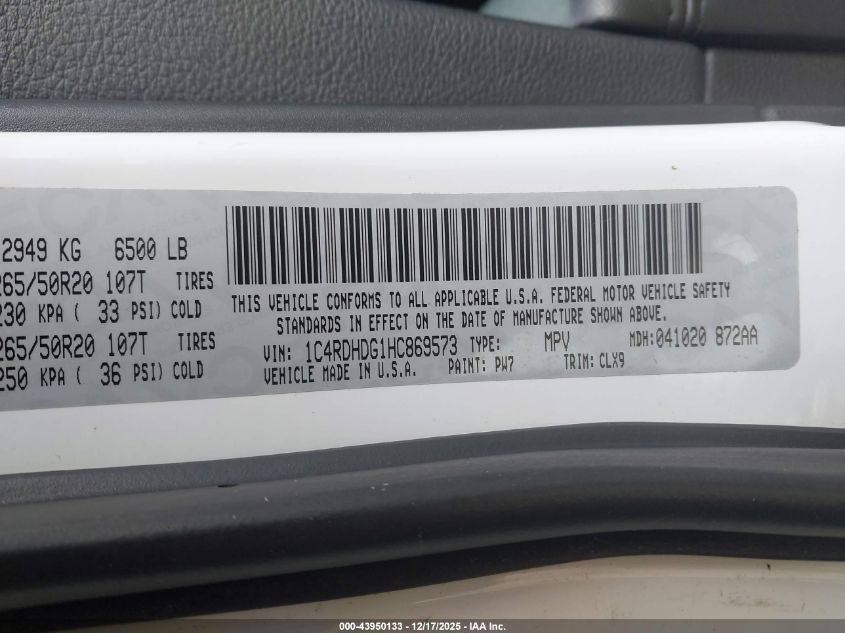 2949 KG 6500 LB
265/50R20 107T TIRES
230 KPA ( 33 PSI) COLD
265/50R20 107T TIRES
250 KPA ( 36 PSI) COLD
THIS VEHICLE CONFORMS TO ALL APPLICABLE U.S.A. FEDERAL MOTOR VEHICLE SAFETY
STANDARDS IN EFFECT ON THE DATE OF MANUFACTURE SHOWN ABOVE.
VIN: 1C4RDHDG1HC869573 TYPE: MPV MDH:041020 872AA
VEHICLE MADE IN U.S.A. PAINT: PW7 TRIM: CLX9
000-43950133 - 12/17/2025 - IAA Inc.